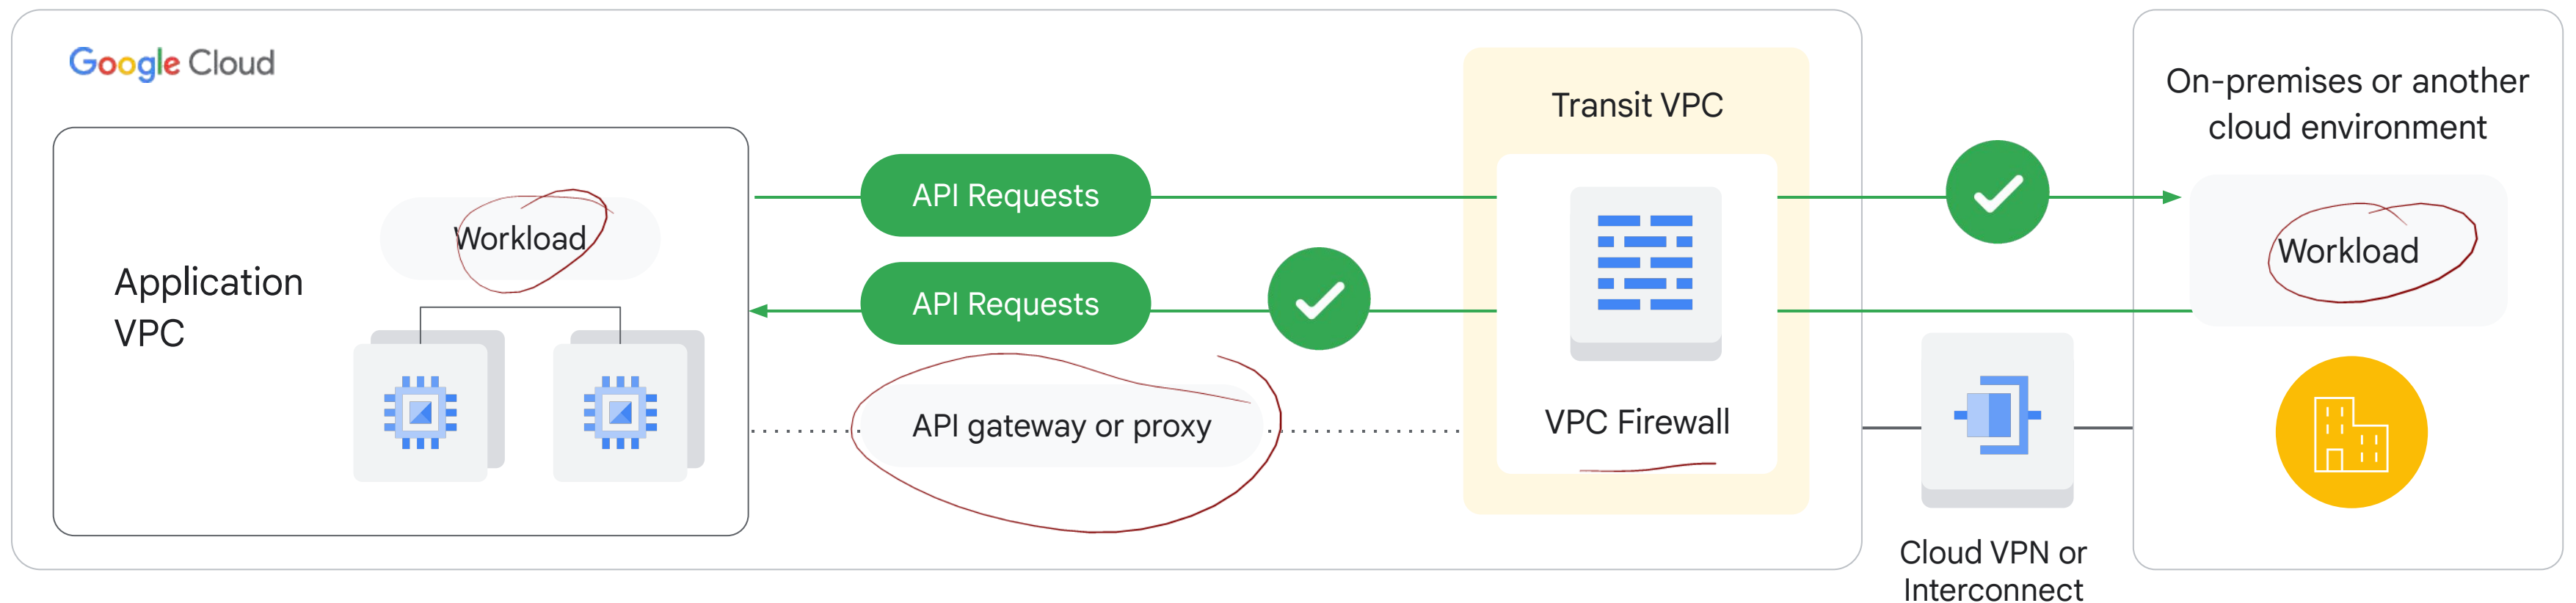 Google Cloud
Application
VPC
Workload
API Requests
API Requests
API gateway or proxy
Transit VPC
VPC Firewall
Cloud VPN or
Interconnect
On-premises or another
cloud environment
Workload